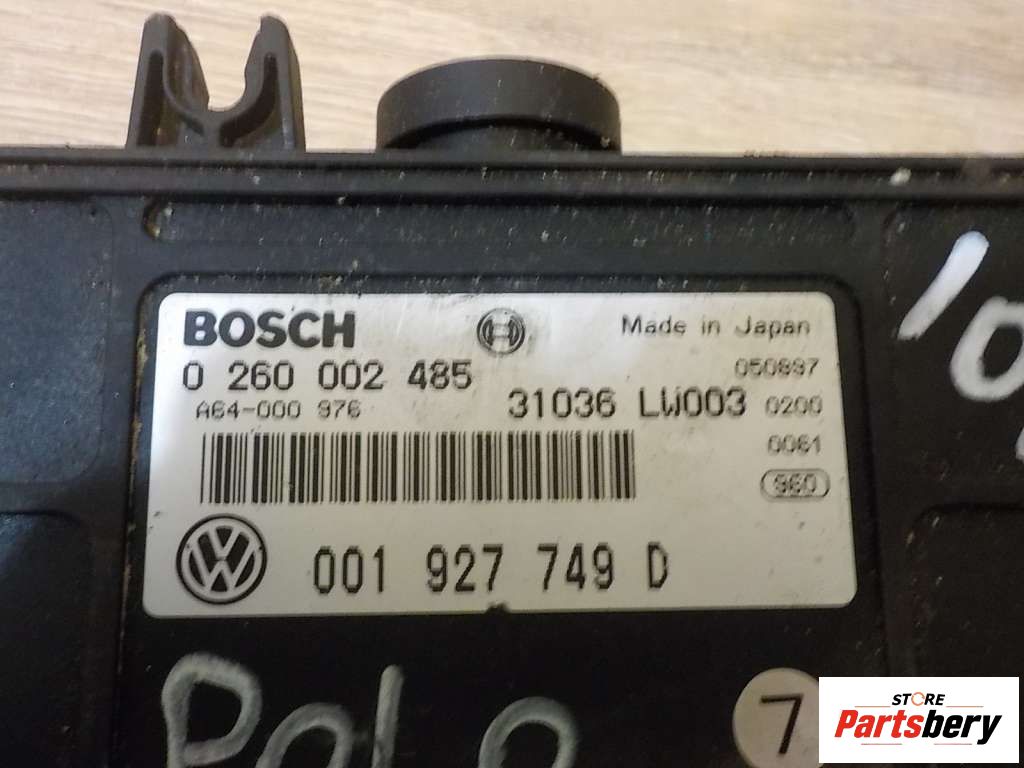 BOSCH Made in Japan
0 260 002 485 050897
A64-000 976 31036 LW003 0200
0061
960
001 927 749 D
'10
POLO
7
STORE
Partsbery